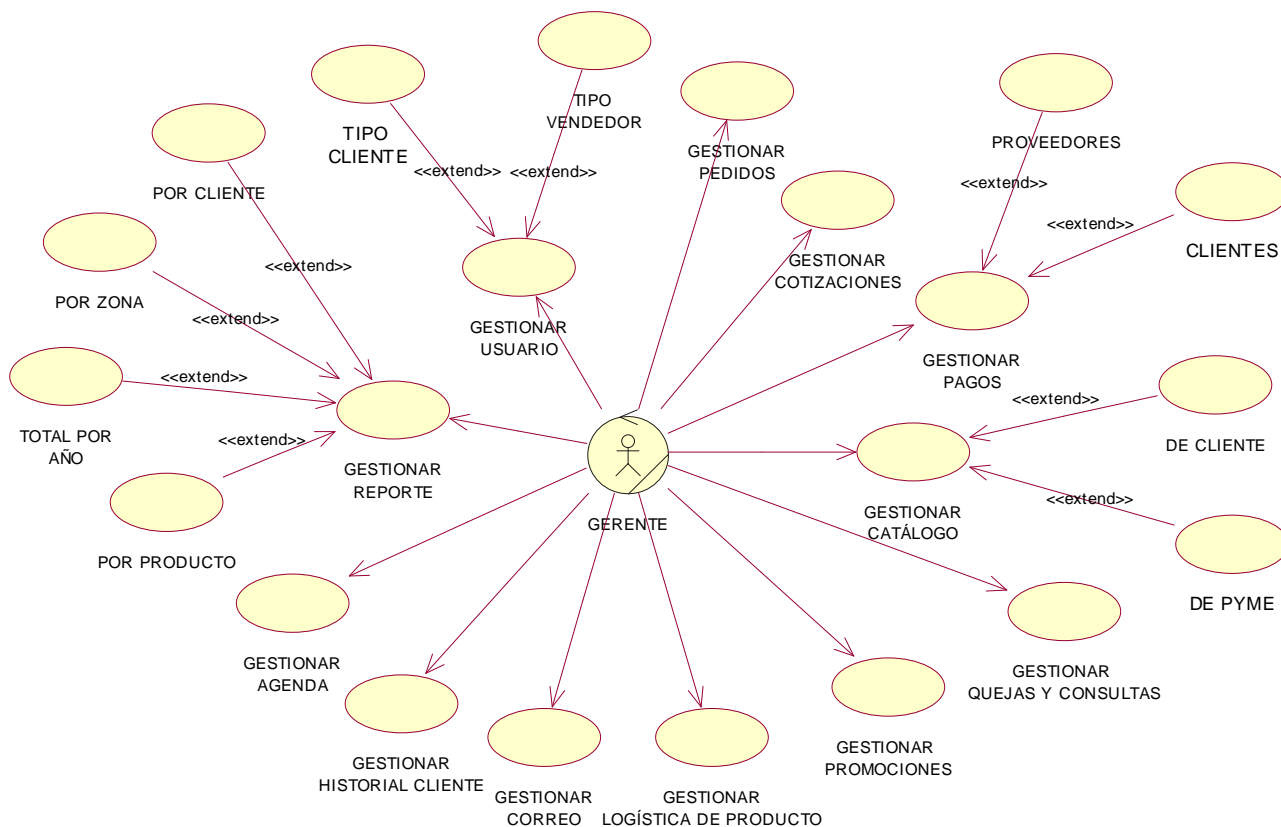 TIPO
VENDEDOR
TIPO
CLIENTE
<<extend>>
<<extend>>
GESTIONAR
PEDIDOS
PROVEEDORES
<<extend>>
POR CLIENTE
<<extend>>
CLIENTES
<<extend>>
GESTIONAR
COTIZACIONES
POR ZONA
<<extend>>
GESTIONAR
USUARIO
GESTIONAR
PAGOS
TOTAL POR
AÑO
<<extend>>
<<extend>>
GESTIONAR
REPORTE
<<extend>>
DE CLIENTE
GERENTE
GESTIONAR
CATÁLOGO
<<extend>>
POR PRODUCTO
DE PYME
GESTIONAR
AGENDA
GESTIONAR
QUEJAS Y CONSULTAS
GESTIONAR
HISTORIAL CLIENTE
GESTIONAR
CORREO
GESTIONAR
LOGÍSTICA DE PRODUCTO
GESTIONAR
PROMOCIONES